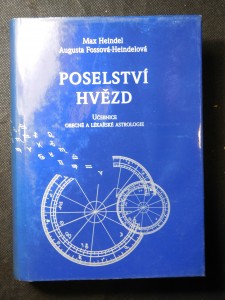 Max Heindel
Augusta Fossová-Heindelová
POSELSTVÍ
HVĚZD
UČEBNICE
OBECNÉ A LÉKAŘSKÉ ASTROLOGIE